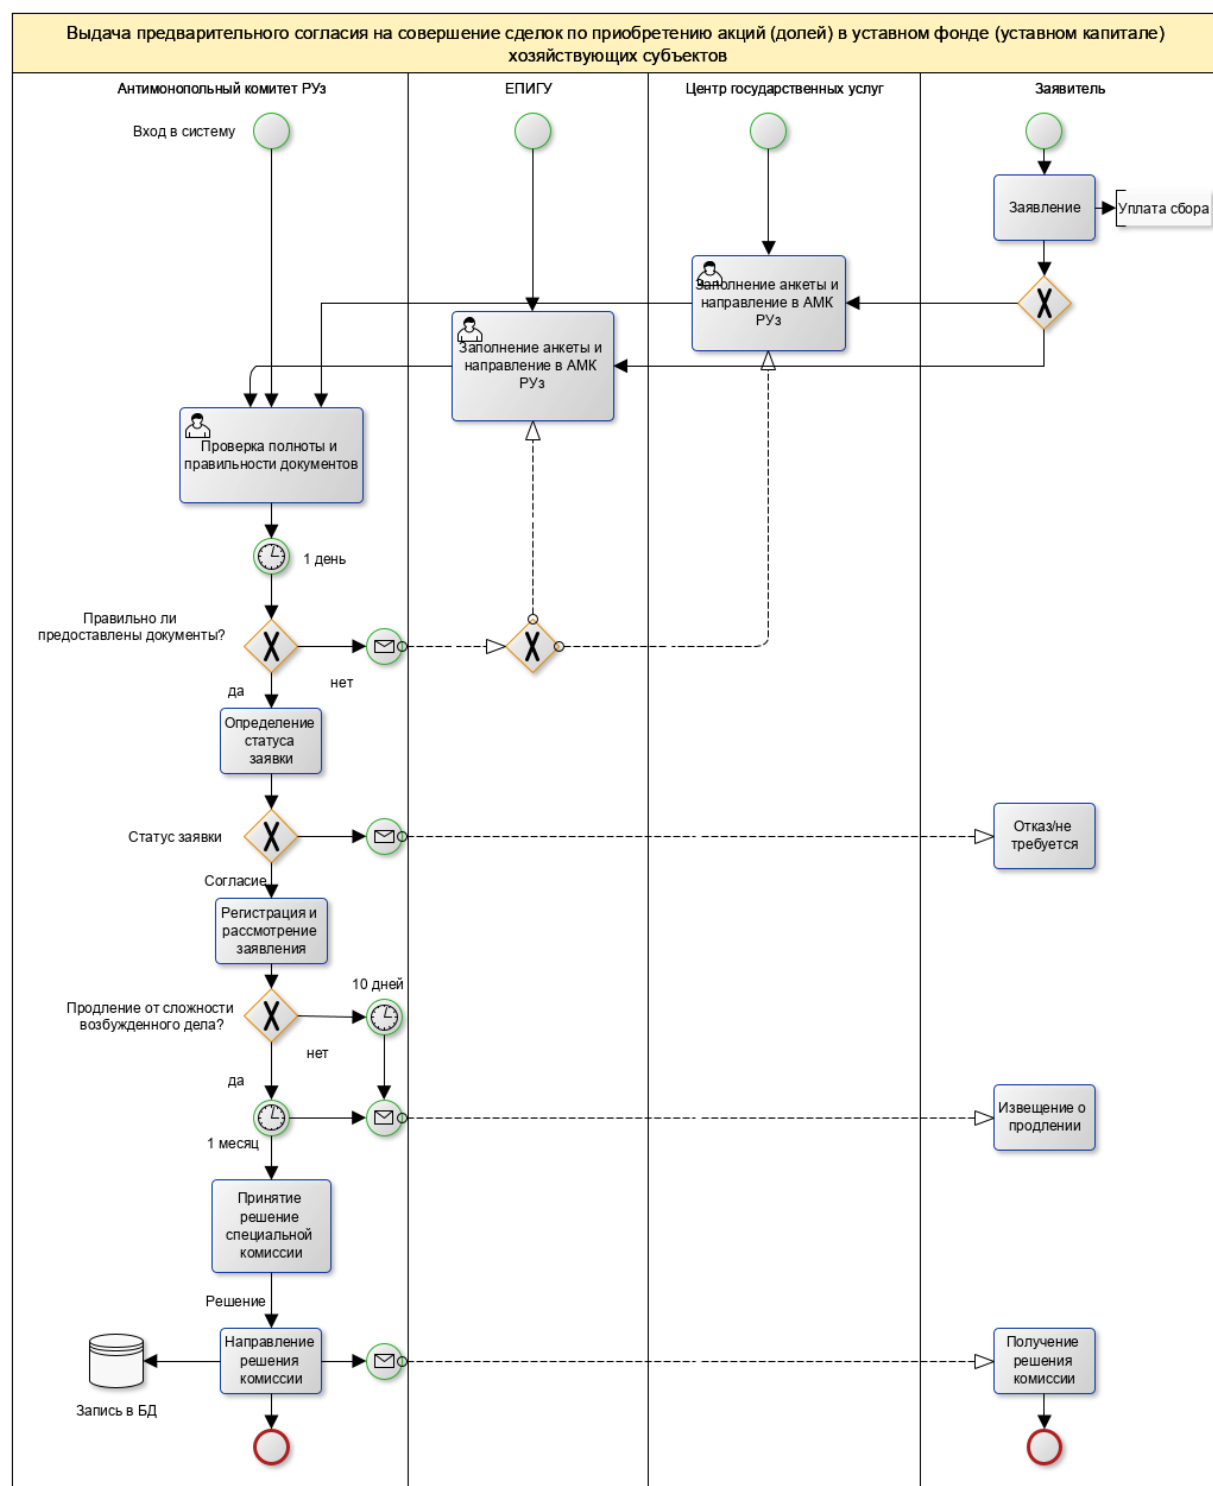 Выдача предварительного согласия на совершение сделок по приобретению акций (долей) в уставном фонде (уставном капитале)
хозяйствующих субъектов
Антимонопольный комитет РУз
ЕПИГУ
Центр государственных услуг
Заявитель
Вход в систему
Заявление
Уплата сбора
Заполнение анкеты и
направление в АМК
РУз
Заполнение анкеты и
направление в АМК
РУз
Проверка полноты и
правильности документов
1 день
Правильно ли
предоставлены документы?
нет
да
Определение
статуса
заявки
Статус заявки
Отказ/не
требуется
Согласие
Регистрация и
рассмотрение
заявления
10 дней
Продление от сложности
возбужденного дела?
нет
да
1 месяц
Извещение о
продлении
Принятие
решение
специальной
комиссии
Решение
Направление
решения
комиссии
Получение
решения
комиссии
Запись в БД